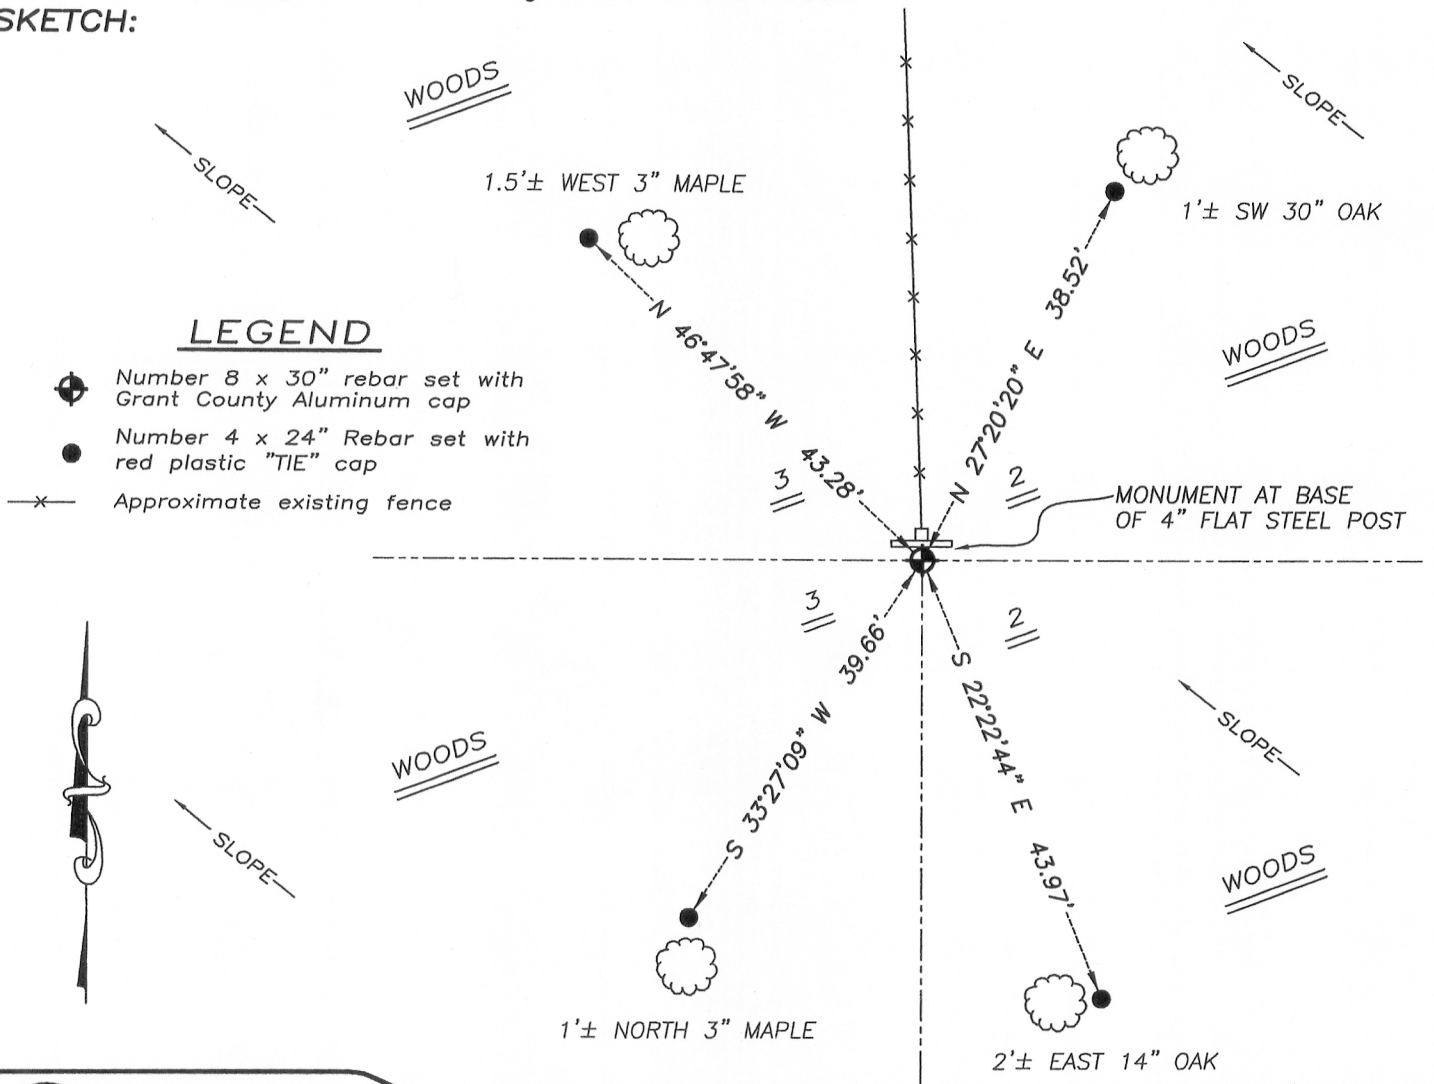 SKETCH:
WOODS
SLOPE
SLOPE
1.5'± WEST 3" MAPLE
1'± SW 30" OAK
N 46°47'58" W 43.28'
N 27°20'20" E 38.52'
WOODS
LEGEND
Number 8 x 30" rebar set with
Grant County Aluminum cap
Number 4 x 24" Rebar set with
red plastic "TIE" cap
Approximate existing fence
3
2
MONUMENT AT BASE
OF 4" FLAT STEEL POST
3
2
S 33°27'09" W 39.66'
S 22°22'44" E 43.97'
SLOPE
WOODS
SLOPE
WOODS
1'± NORTH 3" MAPLE
2'± EAST 14" OAK